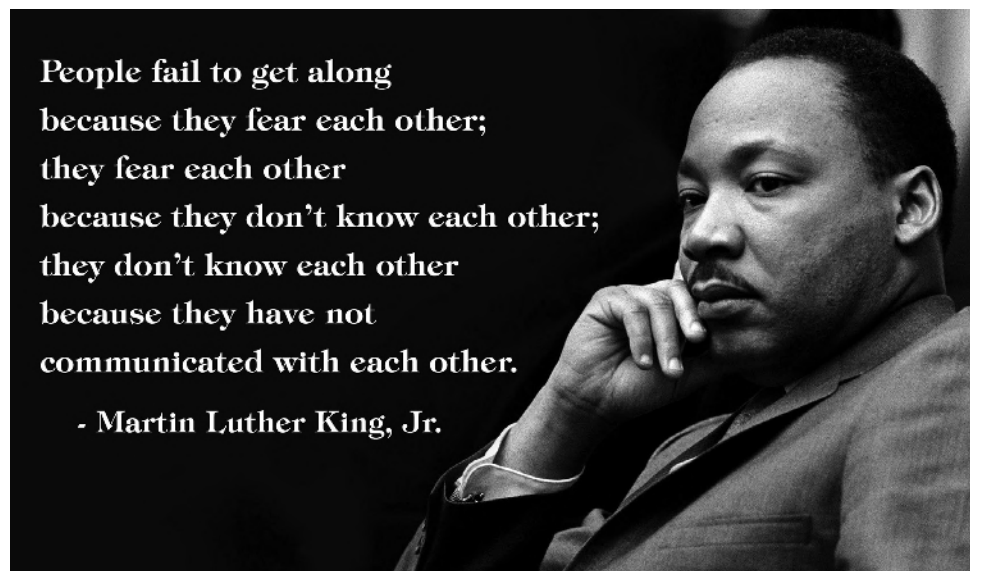 People fail to get along
because they fear each other;
they fear each other
because they don’t know each other;
they don’t know each other
because they have not
communicated with each other.
- Martin Luther King, Jr.